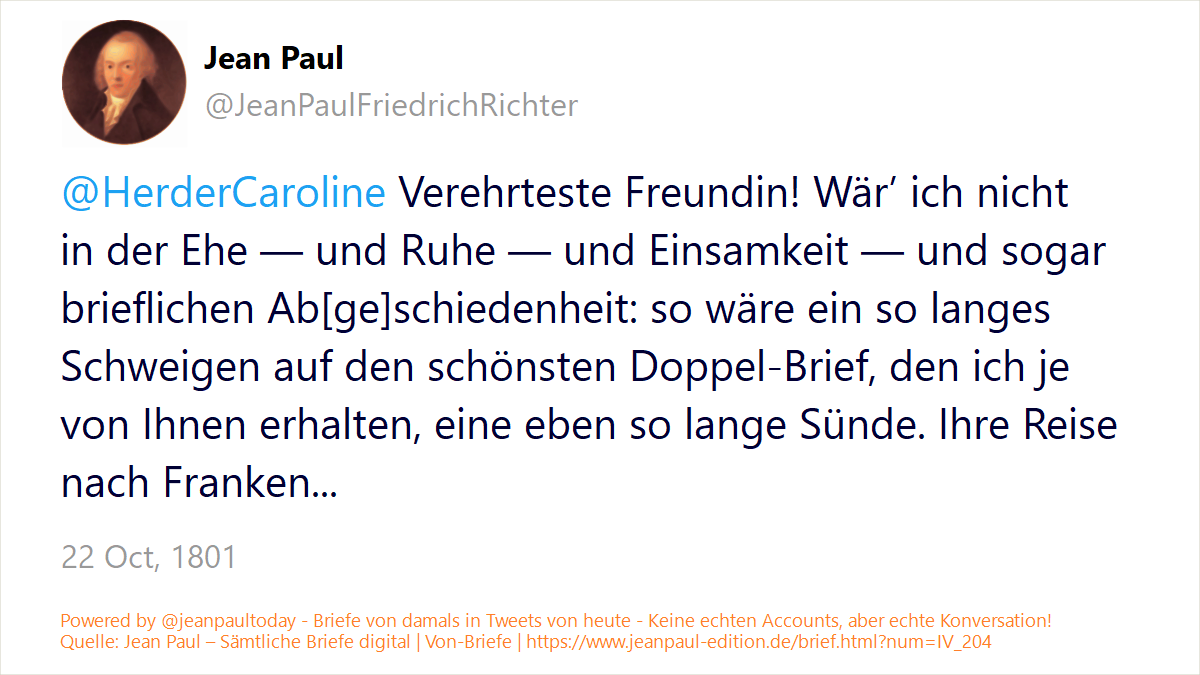 Jean Paul
@JeanPaulFriedrichRichter
@HerderCaroline Verehrteste Freundin! Wär’ ich nicht
in der Ehe — und Ruhe — und Einsamkeit — und sogar
brieflichen Ab[ge]schiedenheit: so wäre ein so langes
Schweigen auf den schönsten Doppel-Brief, den ich je
von Ihnen erhalten, eine eben so lange Sünde. Ihre Reise
nach Franken...
22 Oct, 1801
Powered by @jeanpaultoday - Briefe von damals in Tweets von heute - Keine echten Accounts, aber echte Konversation!
Quelle: Jean Paul – Sämtliche Briefe digital | Von-Briefe | https://www.jeanpaul-edition.de/brief.html?num=IV_204